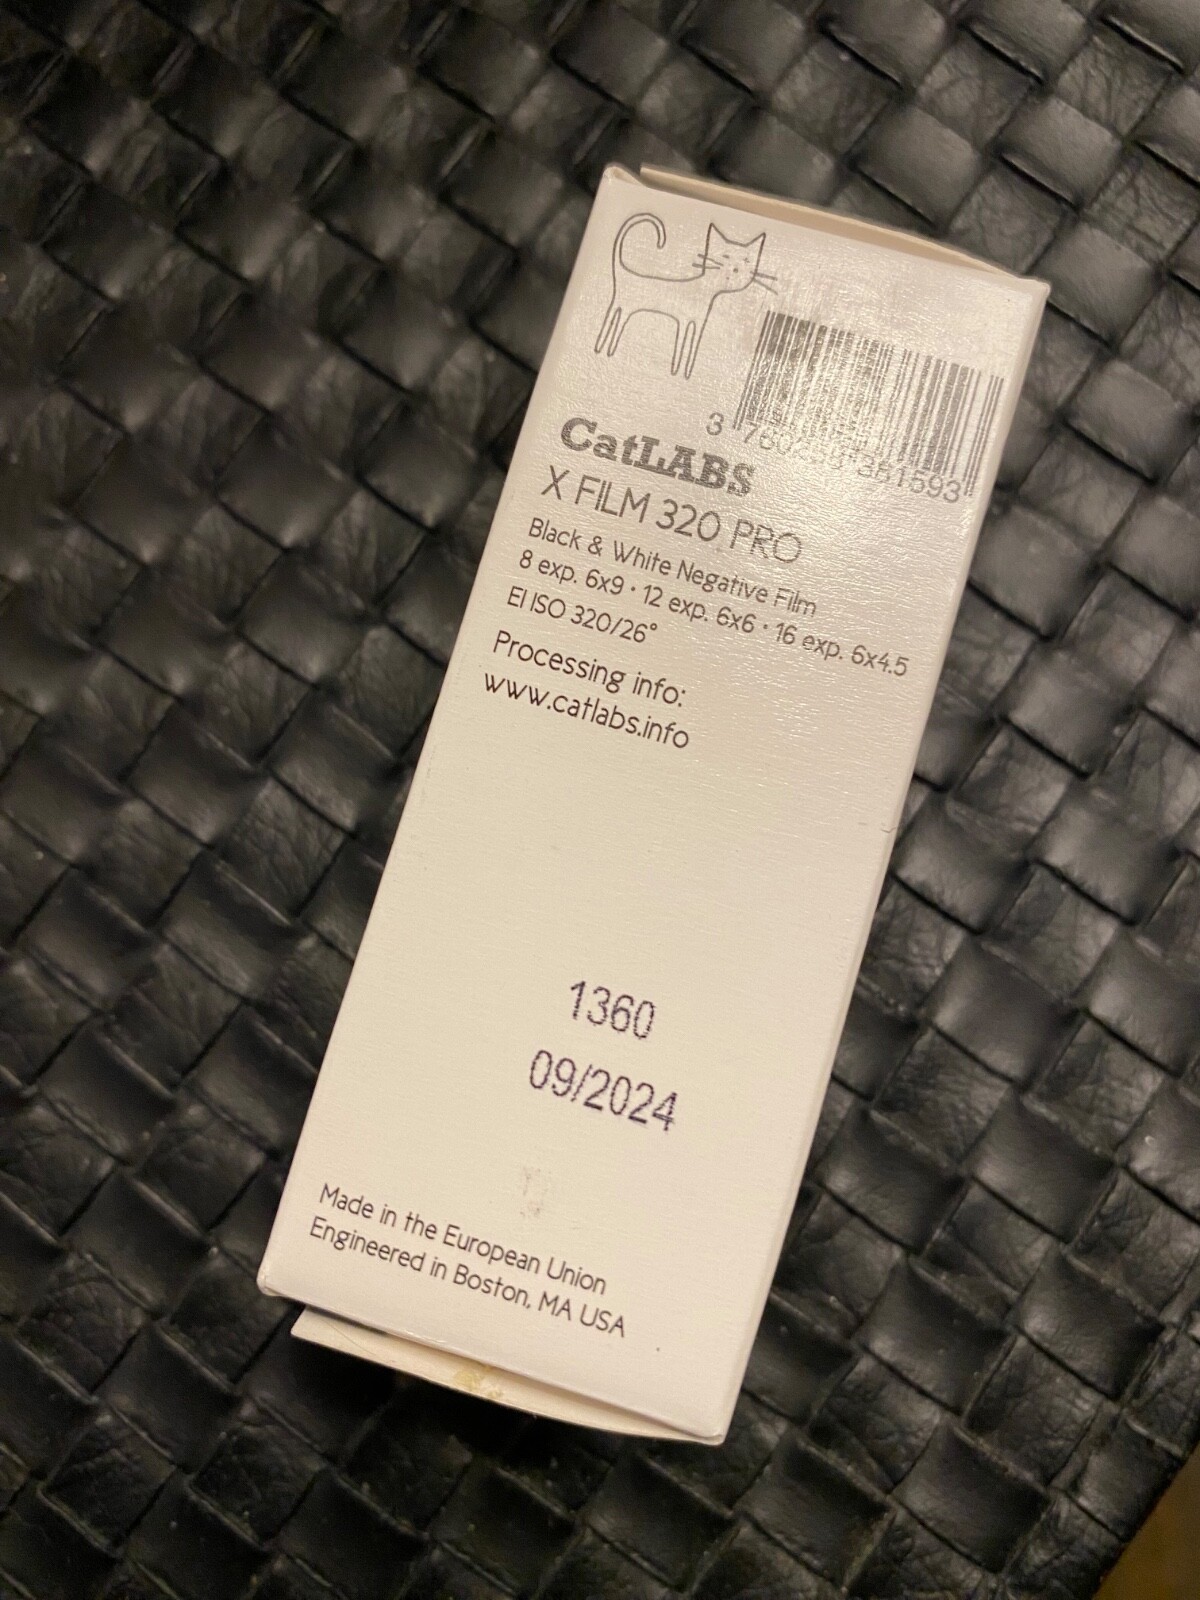 CatLABS
X FILM 320 PRO
Black & White Negative Film
8 exp. 6x9 • 12 exp. 6x6 • 16 exp. 6x4.5
EI ISO 320/26°
Processing info:
www.catlabs.info
1360
09/2024
Made in the European Union
Engineered in Boston, MA USA